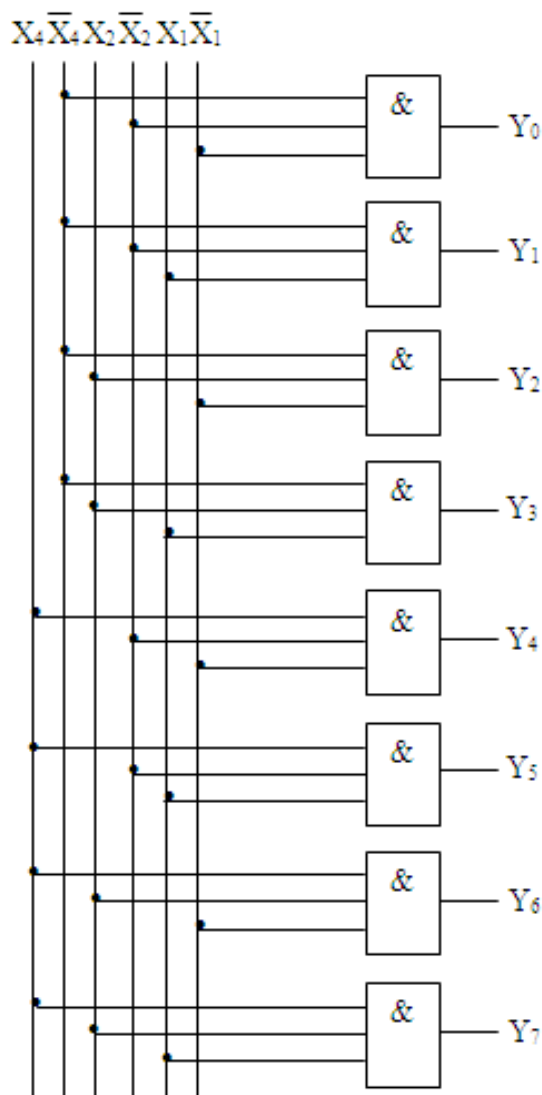 X₄ X̅₄ X₂ X̅₂ X₁ X̅₁
& Y₀
& Y₁
& Y₂
& Y₃
& Y₄
& Y₅
& Y₆
& Y₇